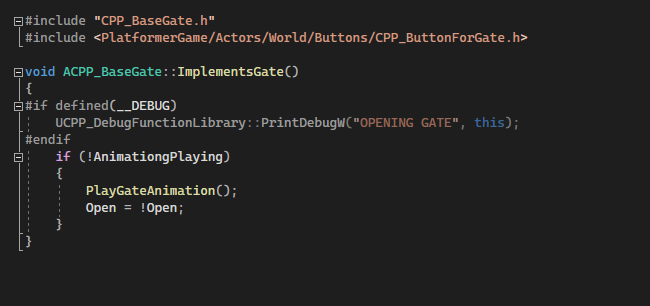 #include "CPP_BaseGate.h"
#include <PlatformerGame/Actors/World/Buttons/CPP_ButtonForGate.h>
void ACPP_BaseGate::ImplementsGate()
{
#if defined(__DEBUG)
UCPP_DebugFunctionLibrary::PrintDebugW("OPENING GATE", this);
#endif
if (!AnimationgPlaying)
{
PlayGateAnimation();
Open = !Open;
}
}